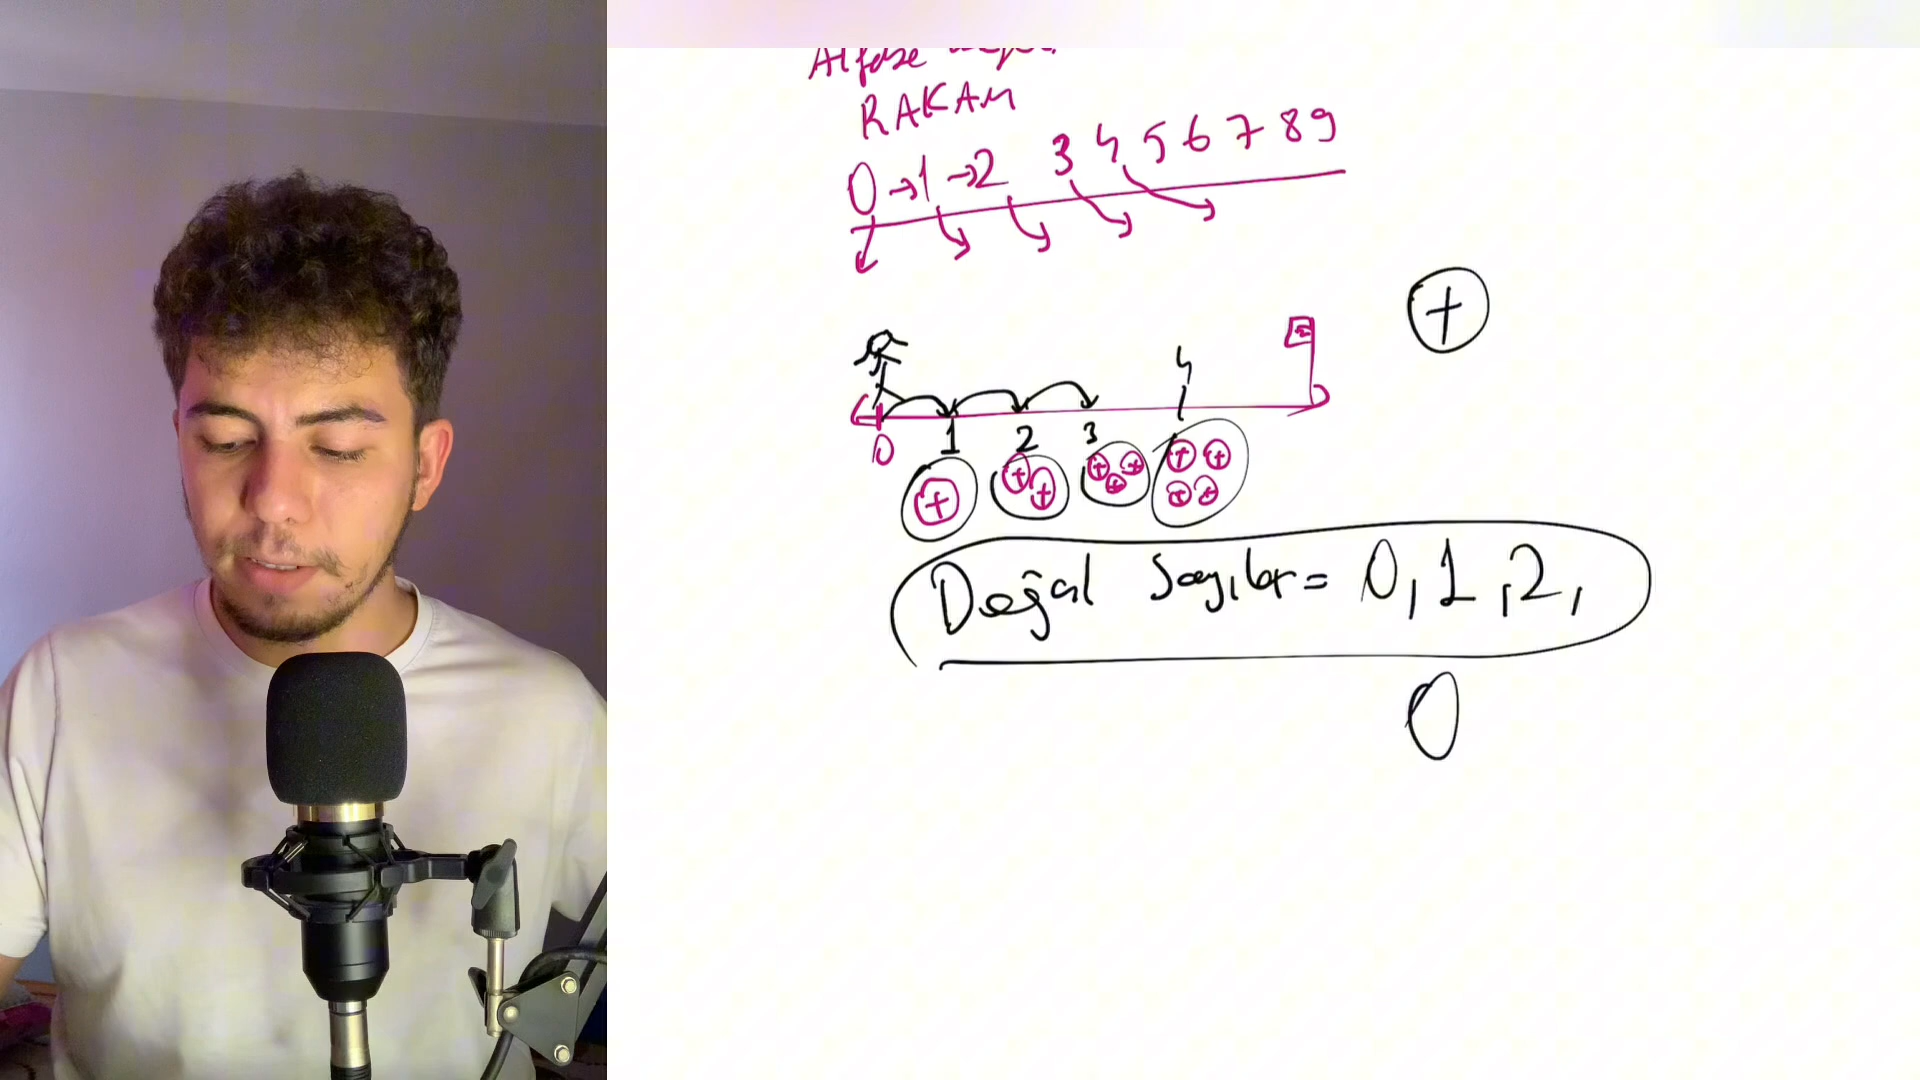 RAKAM
0 → 1 → 2 3 4 5 6 7 8 9
+
4
0 1 2 3
+ + + + + + + + + +
Doğal Sayılar = 0, 1, 2,
0